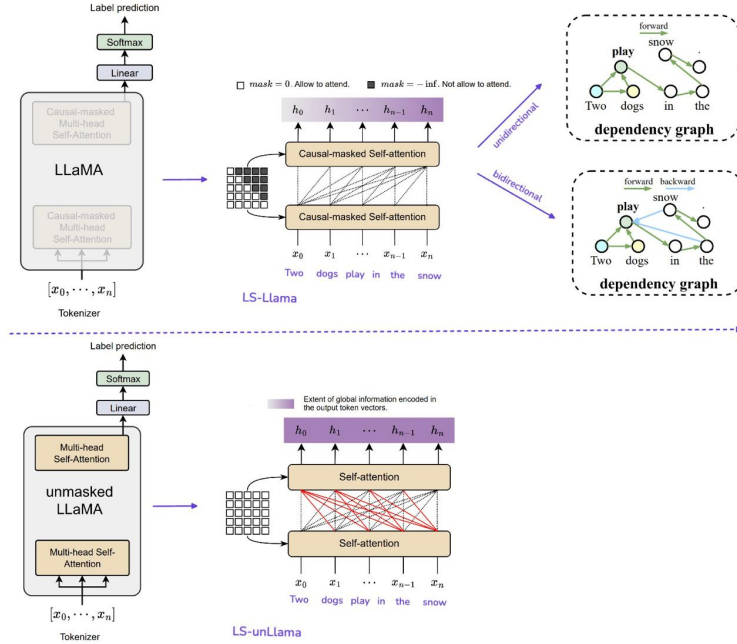 Label prediction
Softmax
Linear
Causal-masked
Multi-head
Self-Attention
LLaMA
Causal-masked
Multi-head
Self-Attention
[x₀, ···, xₙ]
Tokenizer
mask = 0. Allow to attend.
mask = − inf. Not allow to attend.
h₀ h₁ ··· hₙ₋₁ hₙ
Causal-masked Self-attention
Causal-masked Self-attention
x₀ x₁ ··· xₙ₋₁ xₙ
Two dogs play in the snow
LS-Llama
unidirectional
bidirectional
forward
snow
.
play
Two dogs in the
dependency graph
forward backward
snow
.
play
Two dogs in the
dependency graph
Label prediction
Softmax
Linear
Multi-head
Self-Attention
unmasked
LLaMA
Multi-head Self-
Attention
[x₀, ···, xₙ]
Tokenizer
Extent of global information encoded in
the output token vectors.
h₀ h₁ ··· hₙ₋₁ hₙ
Self-attention
Self-attention
x₀ x₁ ··· xₙ₋₁ xₙ
Two dogs play in the snow
LS-unLlama